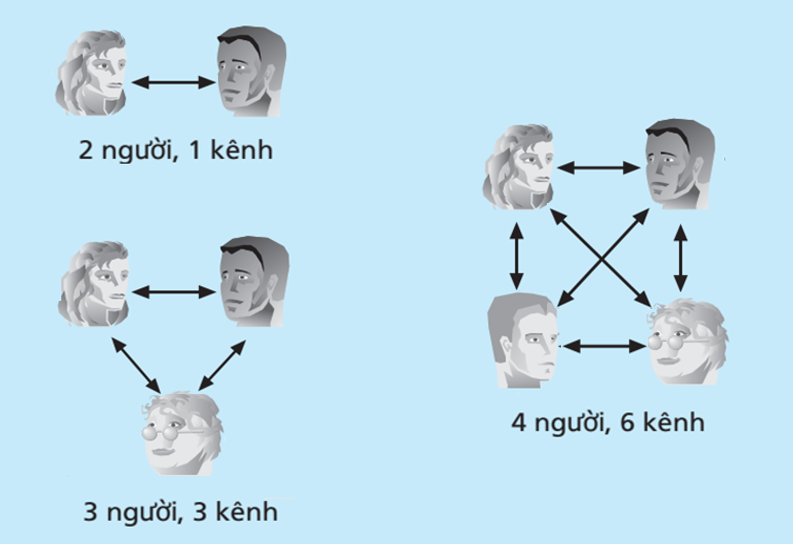 2 người, 1 kênh
3 người, 3 kênh
4 người, 6 kênh